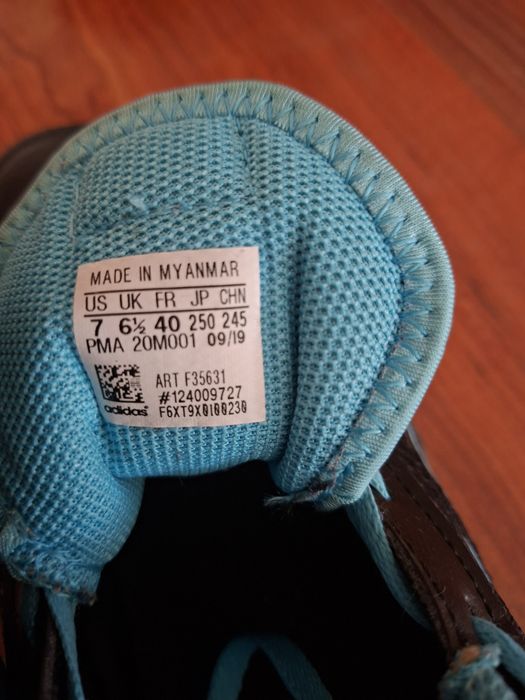 MADE IN MYANMAR
US UK FR JP CHN
7 6½ 40 250 245
PMA 20M001 09/19
ART F35631
#124009727
adidas F6XT9X0I00230